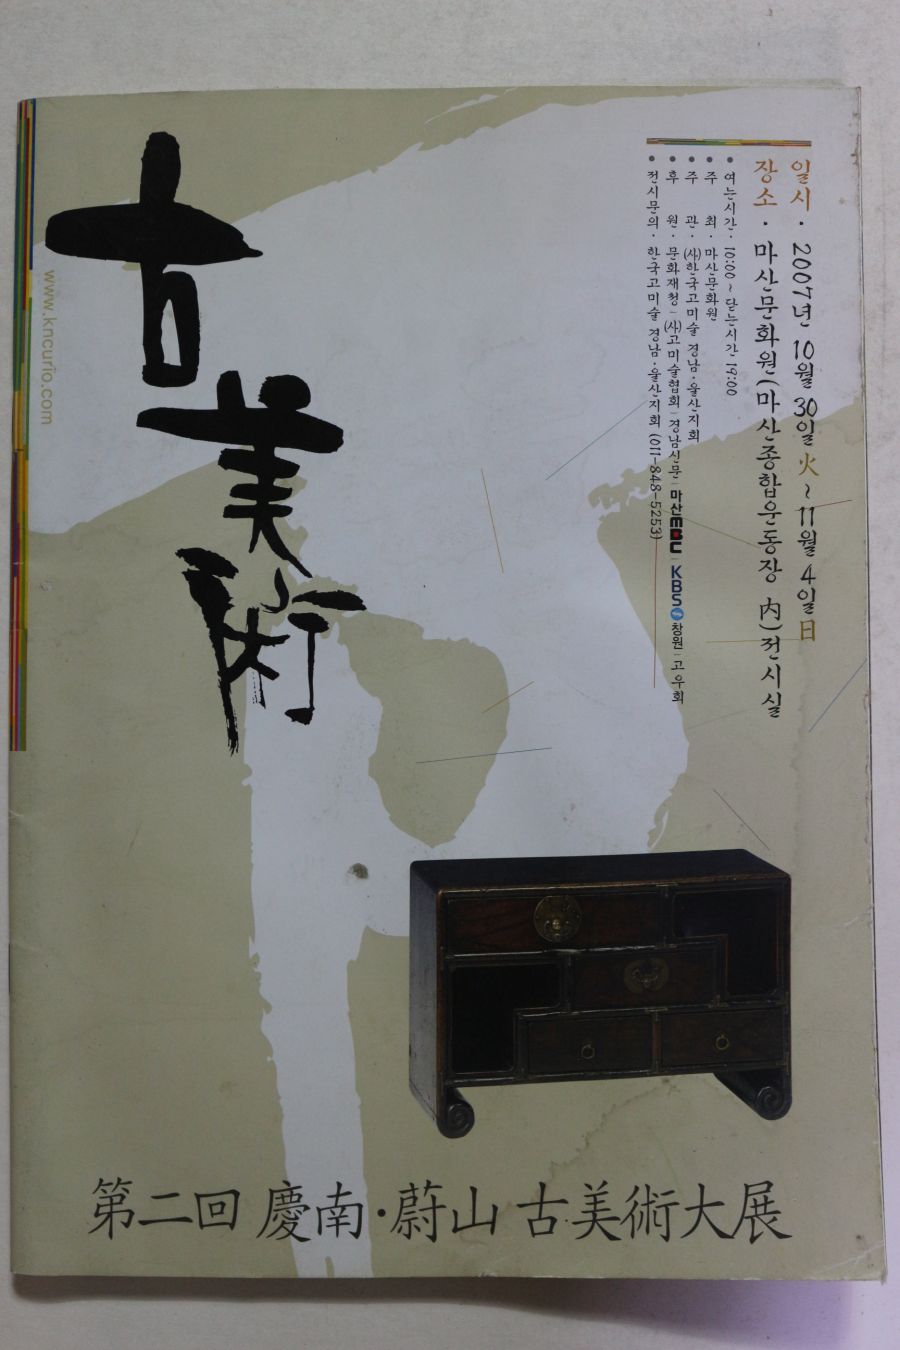 古美術
www.kncurio.com
일시 · 2007년 10월 30일 火 ~ 11월 4일 日
장소 · 마산문화원(마산종합운동장 內)전시실
• 여는시간 · 10:00 ~ 닫는시간 19:00
• 주 최 · 마산문화원
• 주 관 · (사)한국고미술 경남·울산지회
• 후 원 · 문화재청 – (사)고미술협회 – 경남신문 – 마산mbc – KBS 창원 – 고우회
• 전시문의 · 한국고미술 경남·울산지회 (011-848-5253)
第二回 慶南·蔚山 古美術大展